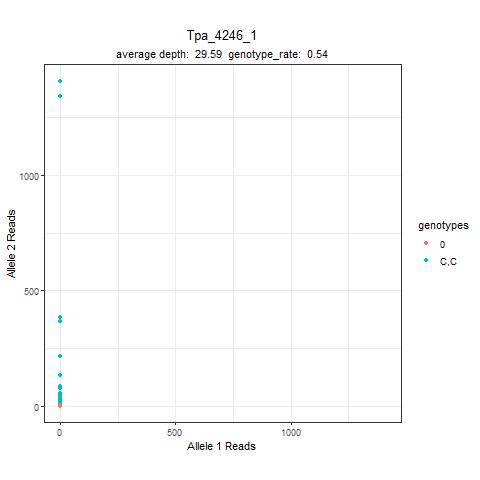 Tpa_4246_1
average depth: 29.59 genotype_rate: 0.54
1000
500
0
Allele 2 Reads
0
500
1000
Allele 1 Reads
genotypes
0
C,C